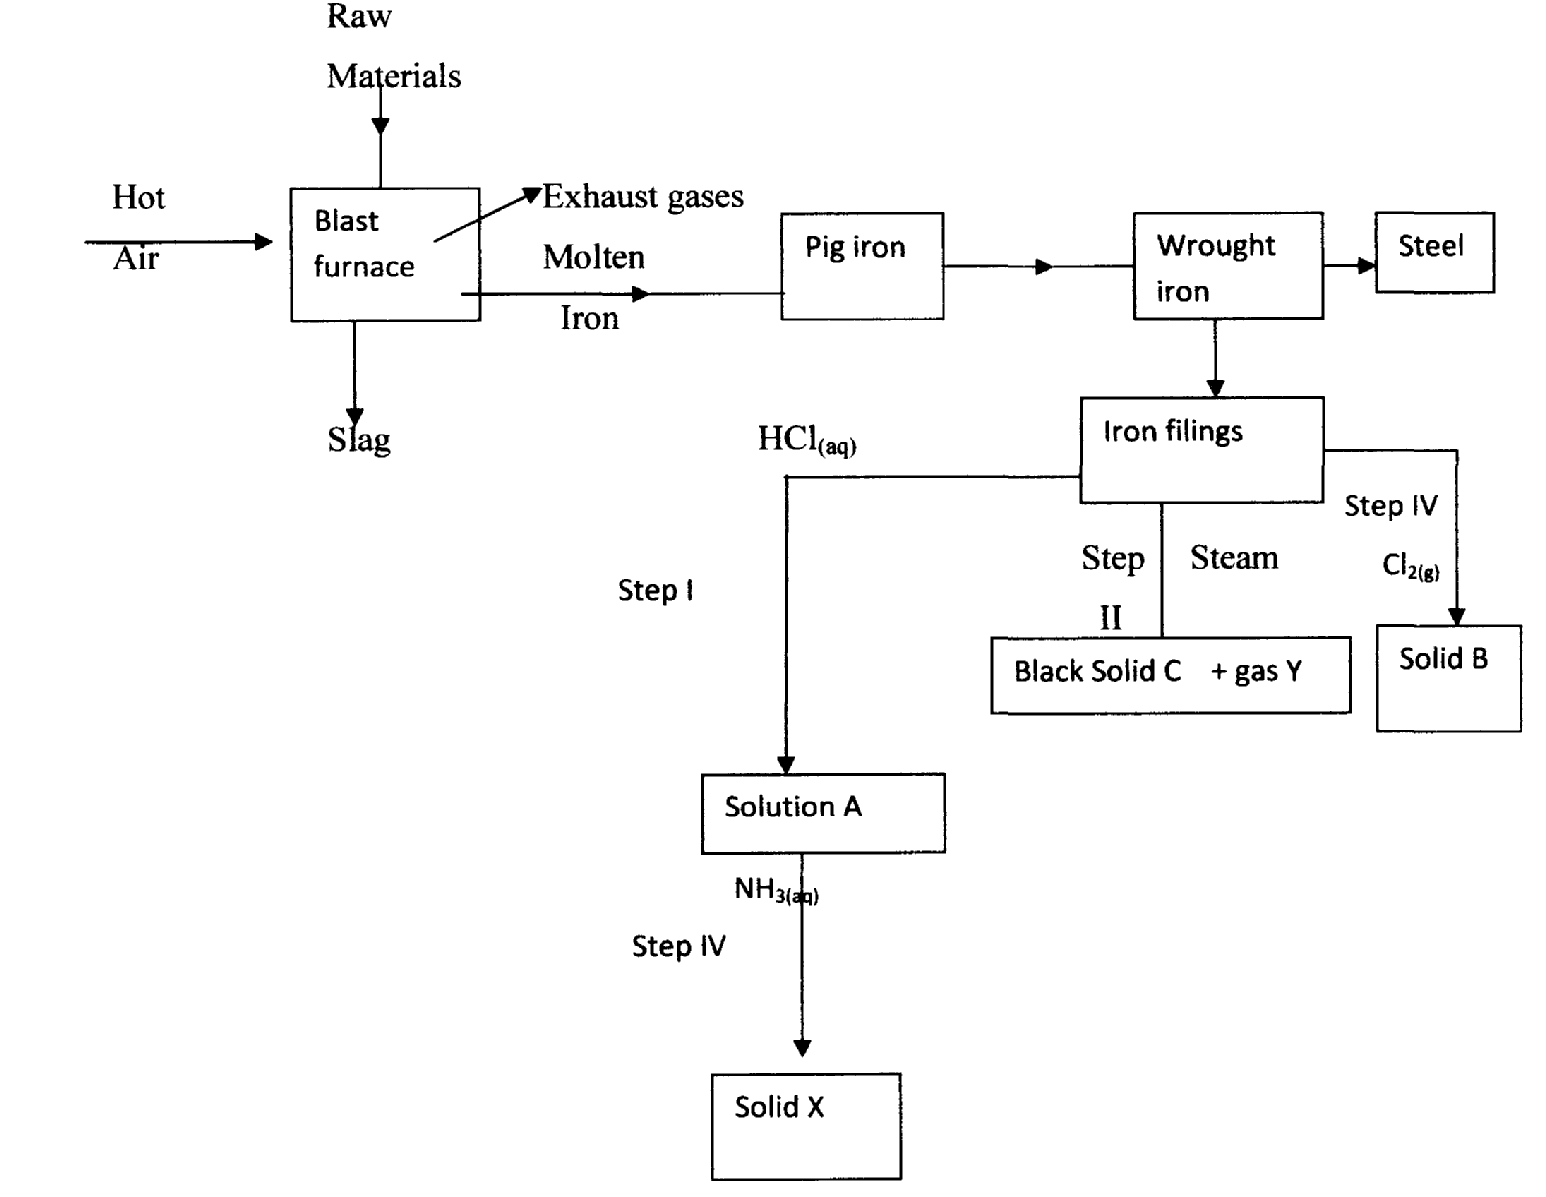 Raw
Materials
Hot
Air
Blast
furnace
Exhaust gases
Molten
Iron
Pig iron
Wrought
iron
Steel
Slag
HCl(aq)
Iron filings
Step IV
Cl2(g)
Step I
Step
II
Steam
Black Solid C + gas Y
Solid B
Solution A
NH3(aq)
Step IV
Solid X